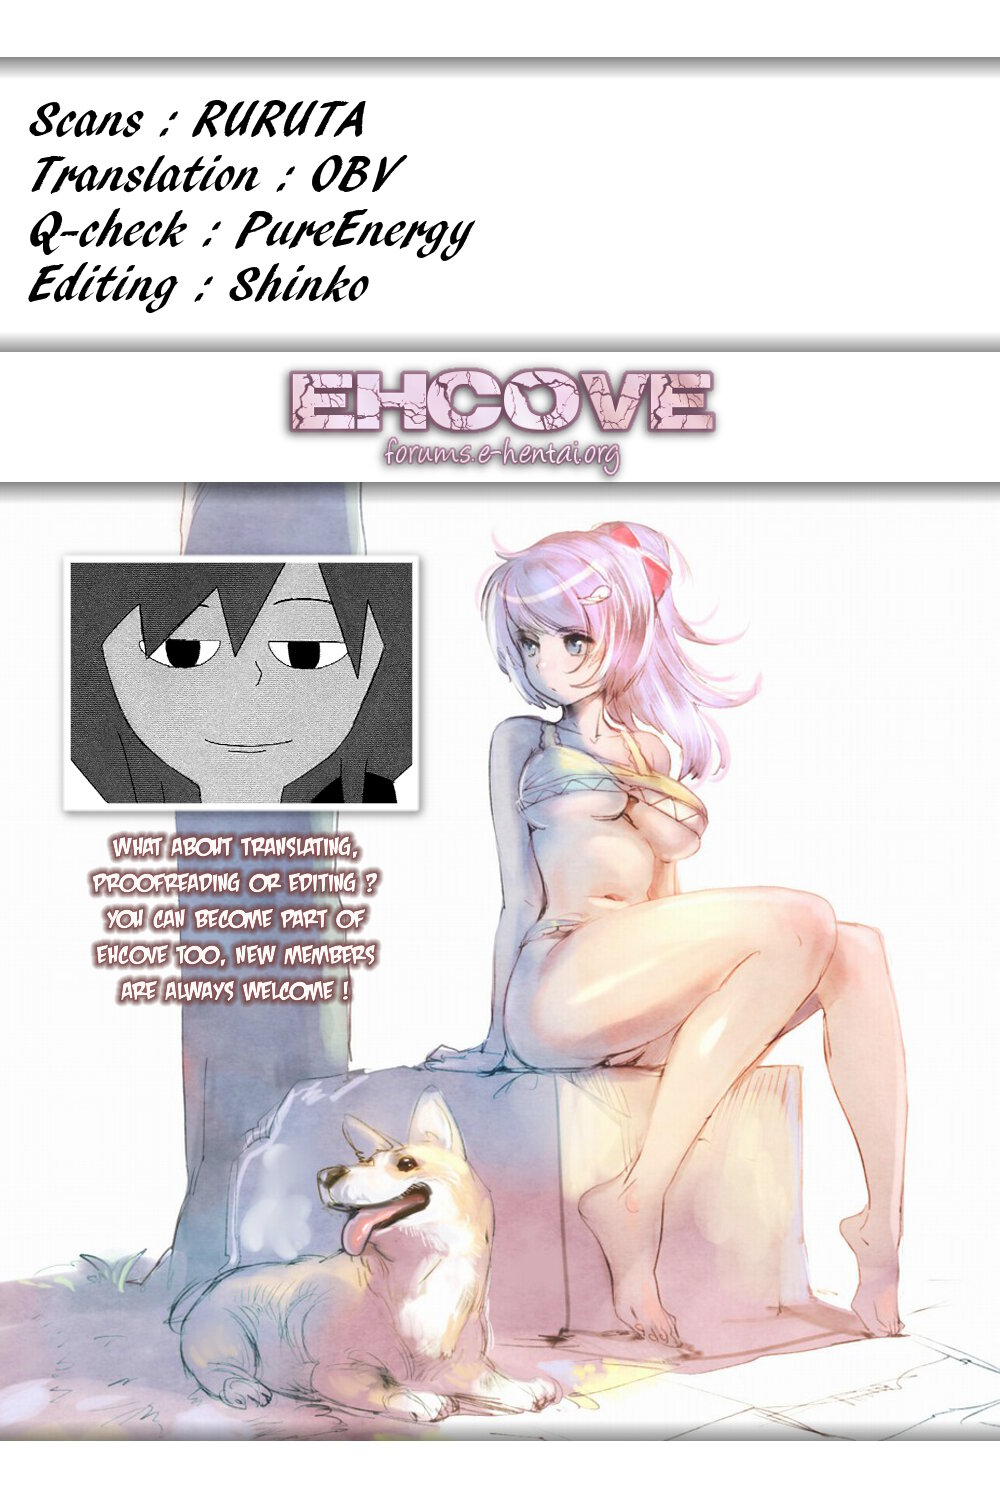 Scans : RURUTA
Translation : OBV
Q-check : PureEnergy
Editing : Shinko
EHCOVE
forums.e-hentai.org
WHAT ABOUT TRANSLATING,
PROOFREADING OR EDITING ?
YOU CAN BECOME PART OF
EHCOVE TOO, NEW MEMBERS
ARE ALWAYS WELCOME !